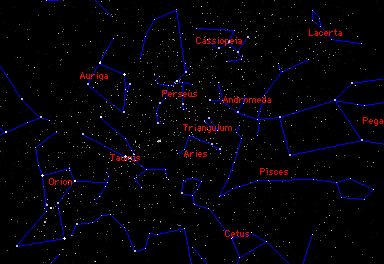 Lacerta
Cassiopeia
Auriga
Perseus
Andromeda
Pega
Triangulum
Taurus
Aries
Pisces
Orion
Cetus